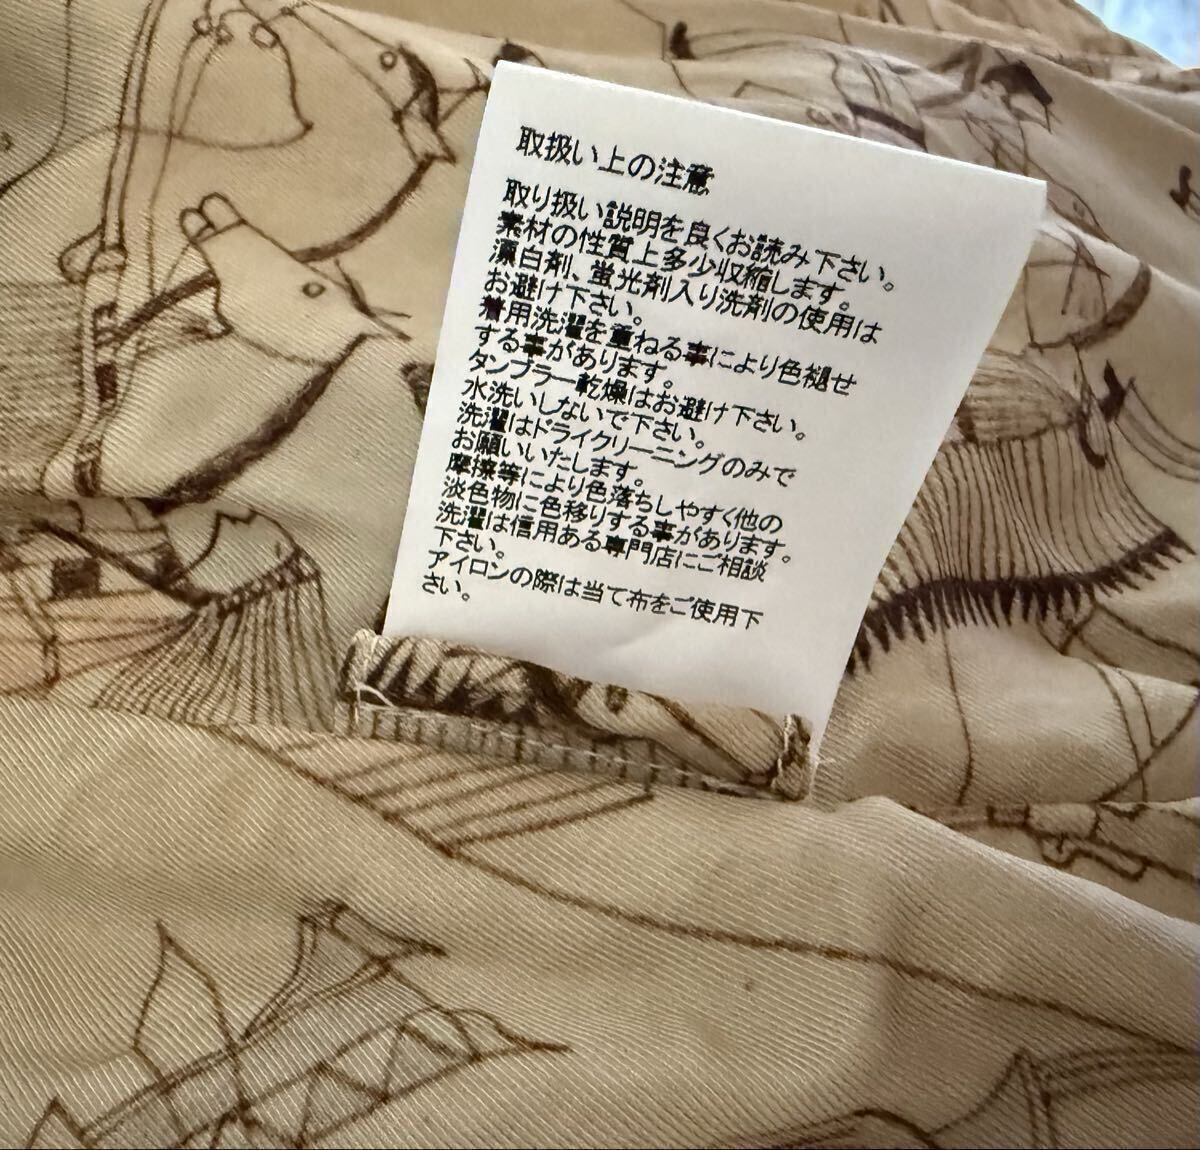 取扱い上の注意
取り扱い説明を良くお読み下さい。
素材の性質上多少収縮します。
漂白剤、蛍光剤入り洗剤の使用は
お避け下さい。
着用洗濯を重ねる事により色褪せ
する事があります。
タンブラー乾燥はお避け下さい。
水洗いしないで下さい。
洗濯はドライクリーニングのみで
お願いいたします。
摩擦等により色落ちしやすく他の
淡色物に色移りする事があります。
洗濯は信用ある専門店にご相談
下さい。
アイロンの際は当て布をご使用下
さい。